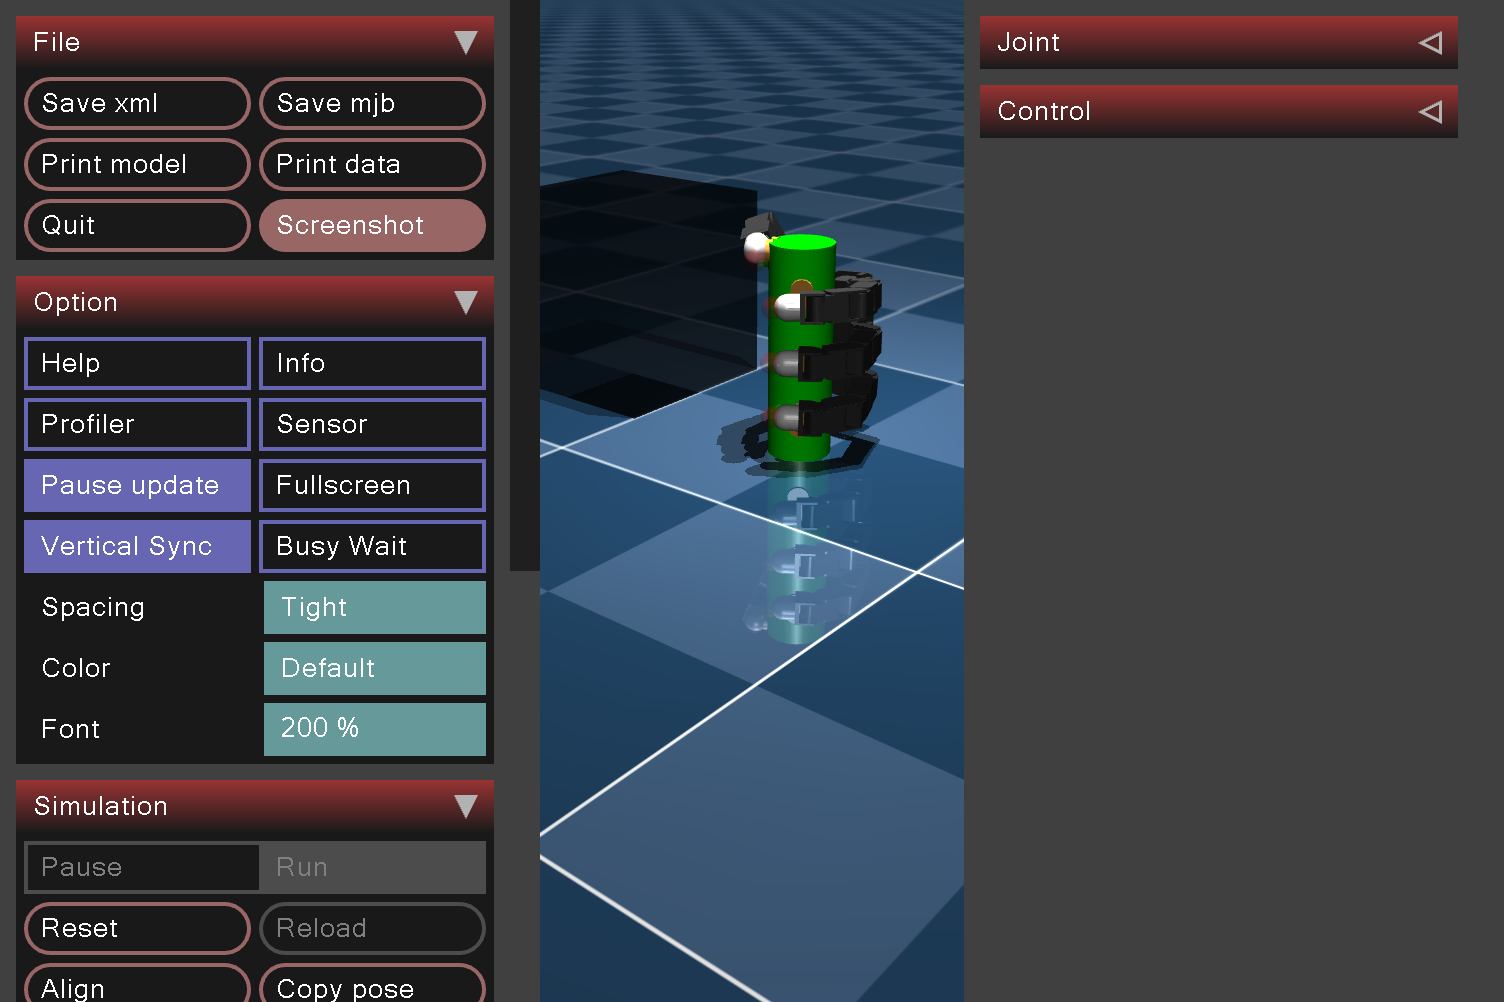 File
Save xml
Save mjb
Print model
Print data
Quit
Screenshot
Option
Help
Info
Profiler
Sensor
Pause update
Fullscreen
Vertical Sync
Busy Wait
Spacing
Tight
Color
Default
Font
200 %
Simulation
Pause
Run
Reset
Reload
Align
Copy pose
Joint
Control